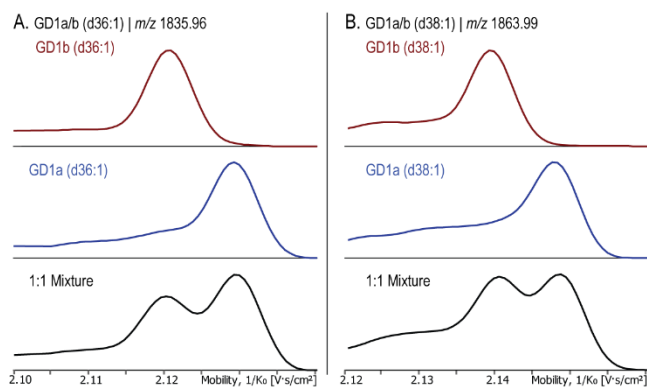 A. GD1a/b (d36:1) | m/z 1835.96
GD1b (d36:1)
GD1a (d36:1)
1:1 Mixture
2.10 2.11 2.12 Mobility, 1/K₀ [V·s/cm²]
B. GD1a/b (d38:1) | m/z 1863.99
GD1b (d38:1)
GD1a (d38:1)
1:1 Mixture
2.12 2.13 2.14 Mobility, 1/K₀ [V·s/cm²]